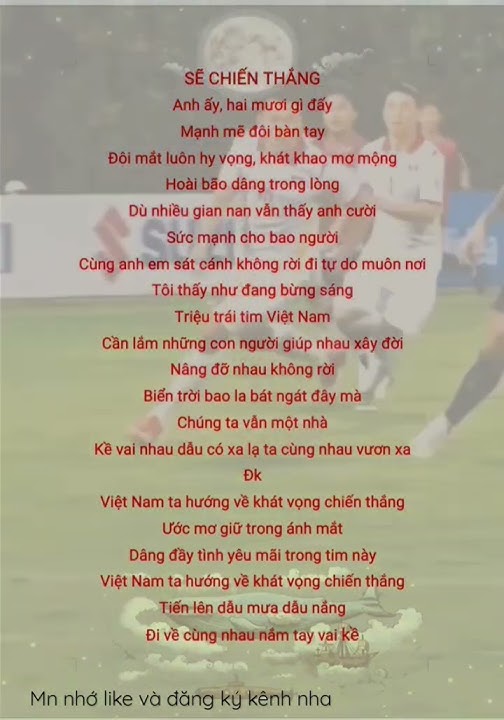 SẼ CHIẾN THẮNG
Anh ấy, hai mươi gì đấy
Mạnh mẽ đôi bàn tay
Đôi mắt luôn hy vọng, khát khao mơ mộng
Hoài bão dâng trong lòng
Dù nhiều gian nan vẫn thấy anh cười
Sức mạnh cho bao người
Cùng anh em sát cánh không rời đi tự do muôn nơi
Tôi thấy như đang bừng sáng
Triệu trái tim Việt Nam
Cần lắm những con người giúp nhau xây đời
Nâng đỡ nhau không rời
Biển trời bao la bát ngát đây mà
Chúng ta vẫn một nhà
Kề vai nhau dẫu có xa lạ ta cùng nhau vươn xa
Đk
Việt Nam ta hướng về khát vọng chiến thắng
Ước mơ giữ trong ánh mắt
Dâng đầy tình yêu mãi trong tim này
Việt Nam ta hướng về khát vọng chiến thắng
Tiến lên dẫu mưa dẫu nắng
Đi về cùng nhau nắm tay vai kề
Mn nhớ like và đăng ký kênh nha